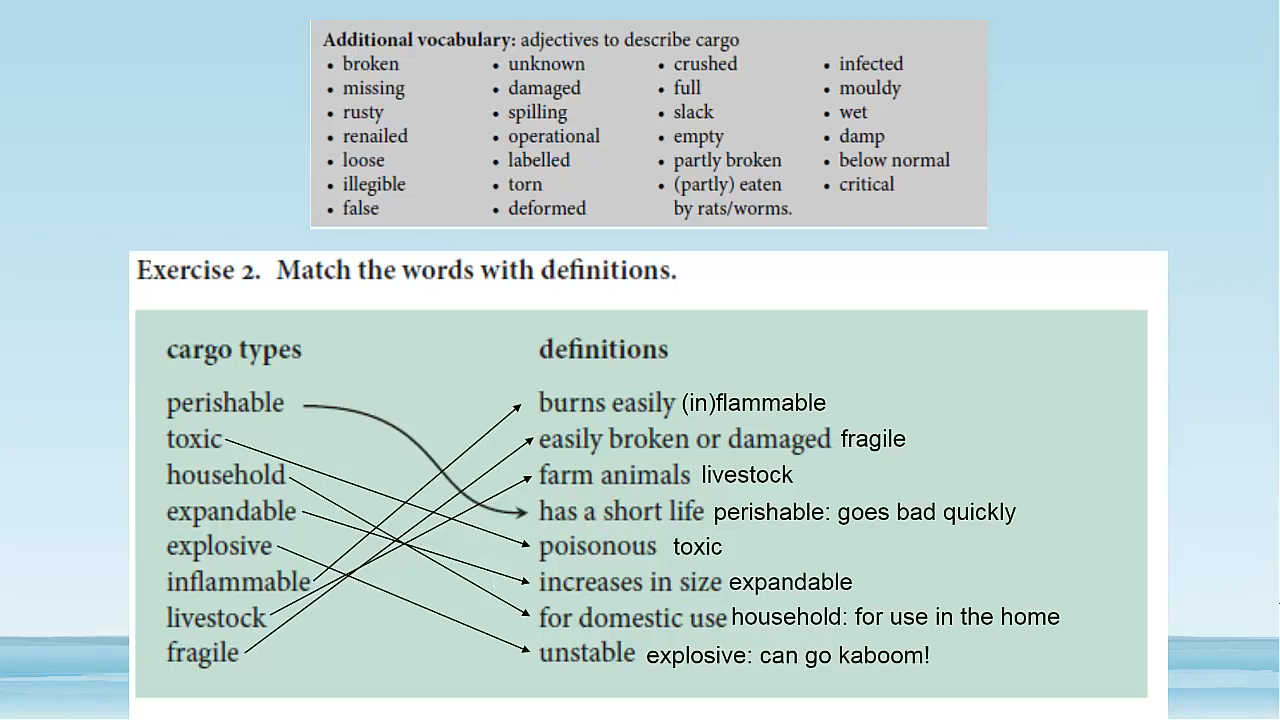 Additional vocabulary: adjectives to describe cargo
• broken
• missing
• rusty
• renailed
• loose
• illegible
• false
• unknown
• damaged
• spilling
• operational
• labelled
• torn
• deformed
• crushed
• full
• slack
• empty
• partly broken
• (partly) eaten
by rats/worms.
• infected
• mouldy
• wet
• damp
• below normal
• critical
Exercise 2. Match the words with definitions.
cargo types
perishable
toxic
household
expandable
explosive
inflammable
livestock
fragile
definitions
burns easily (in)flammable
easily broken or damaged fragile
farm animals livestock
has a short life perishable: goes bad quickly
poisonous toxic
increases in size expandable
for domestic use household: for use in the home
unstable explosive: can go kaboom!